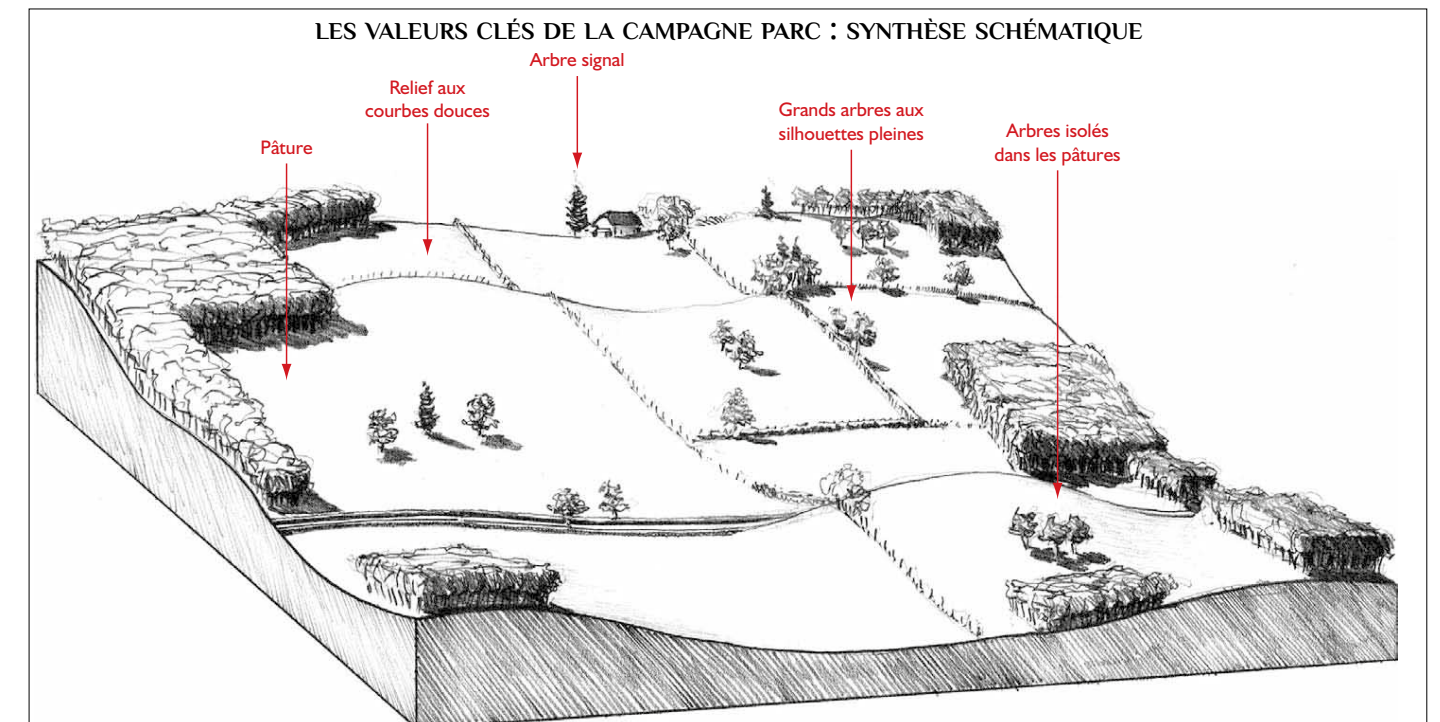 LES VALEURS CLÉS DE LA CAMPAGNE PARC : SYNTHÈSE SCHÉMATIQUE
Arbre signal
Relief aux
courbes douces
Grands arbres aux
silhouettes pleines
Arbres isolés
dans les pâtures
Pâture